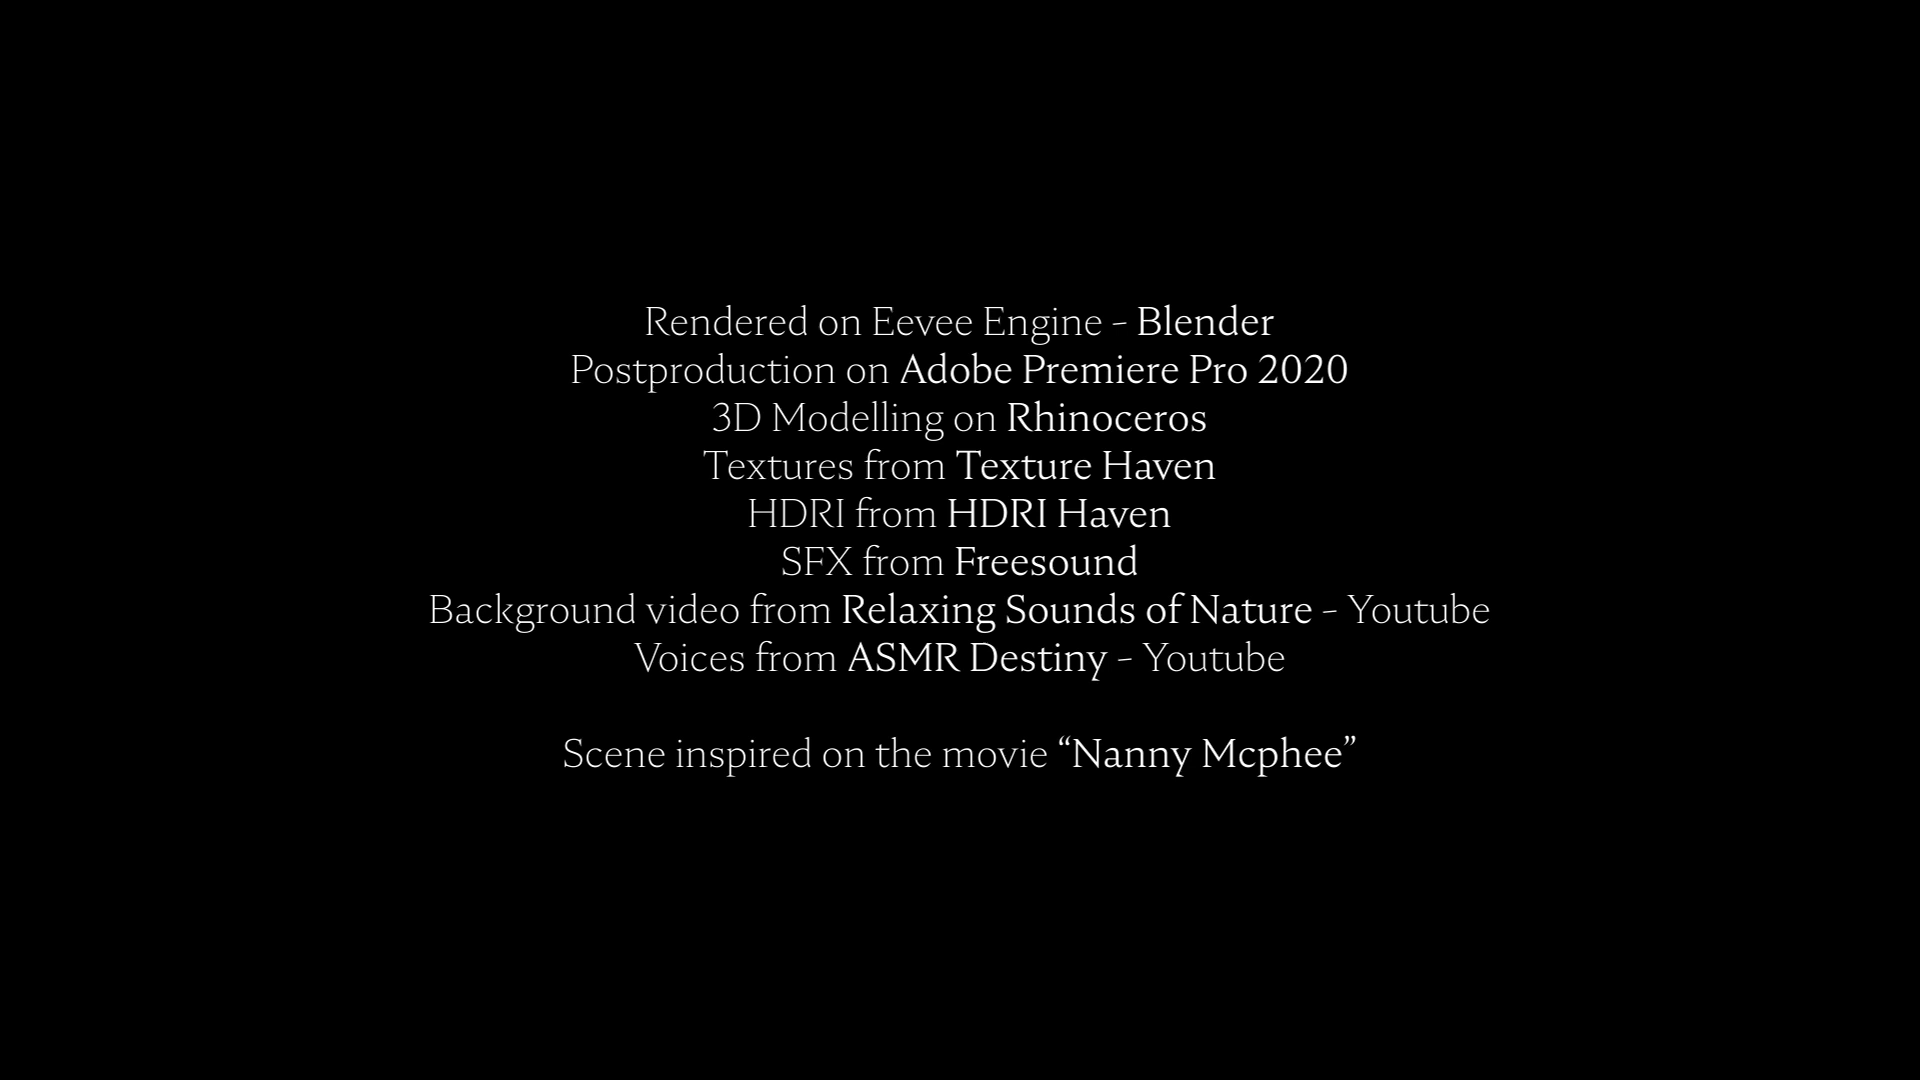 Rendered on Eevee Engine - Blender
Postproduction on Adobe Premiere Pro 2020
3D Modelling on Rhinoceros
Textures from Texture Haven
HDRI from HDRI Haven
SFX from Freesound
Background video from Relaxing Sounds of Nature - Youtube
Voices from ASMR Destiny - Youtube
Scene inspired on the movie “Nanny Mcphee”